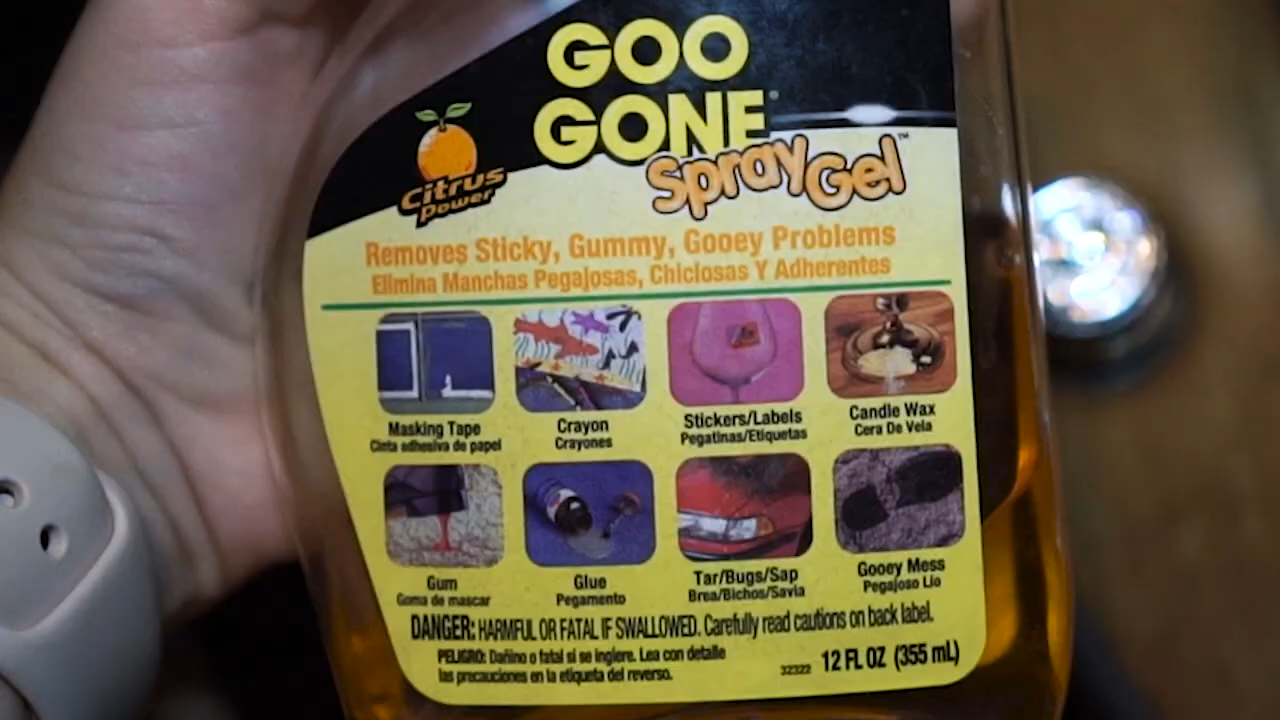 GOO
GONE®
SprayGel™
Citrus
Power
Removes Sticky, Gummy, Gooey Problems
Elimina Manchas Pegajosas, Chiclosas Y Adherentes
Masking Tape
Cinta adhesiva de papel
Crayon
Crayones
Stickers/Labels
Pegatinas/Etiquetas
Candle Wax
Cera De Vela
Gum
Goma de mascar
Glue
Pegamento
Tar/Bugs/Sap
Brea/Bichos/Savia
Gooey Mess
Pegajoso Lío
DANGER: HARMFUL OR FATAL IF SWALLOWED. Carefully read cautions on back label.
PELIGRO: Dañino o fatal si se ingiere. Lea con detalle
las precauciones en la etiqueta del reverso.
32322 12 FL OZ (355 mL)